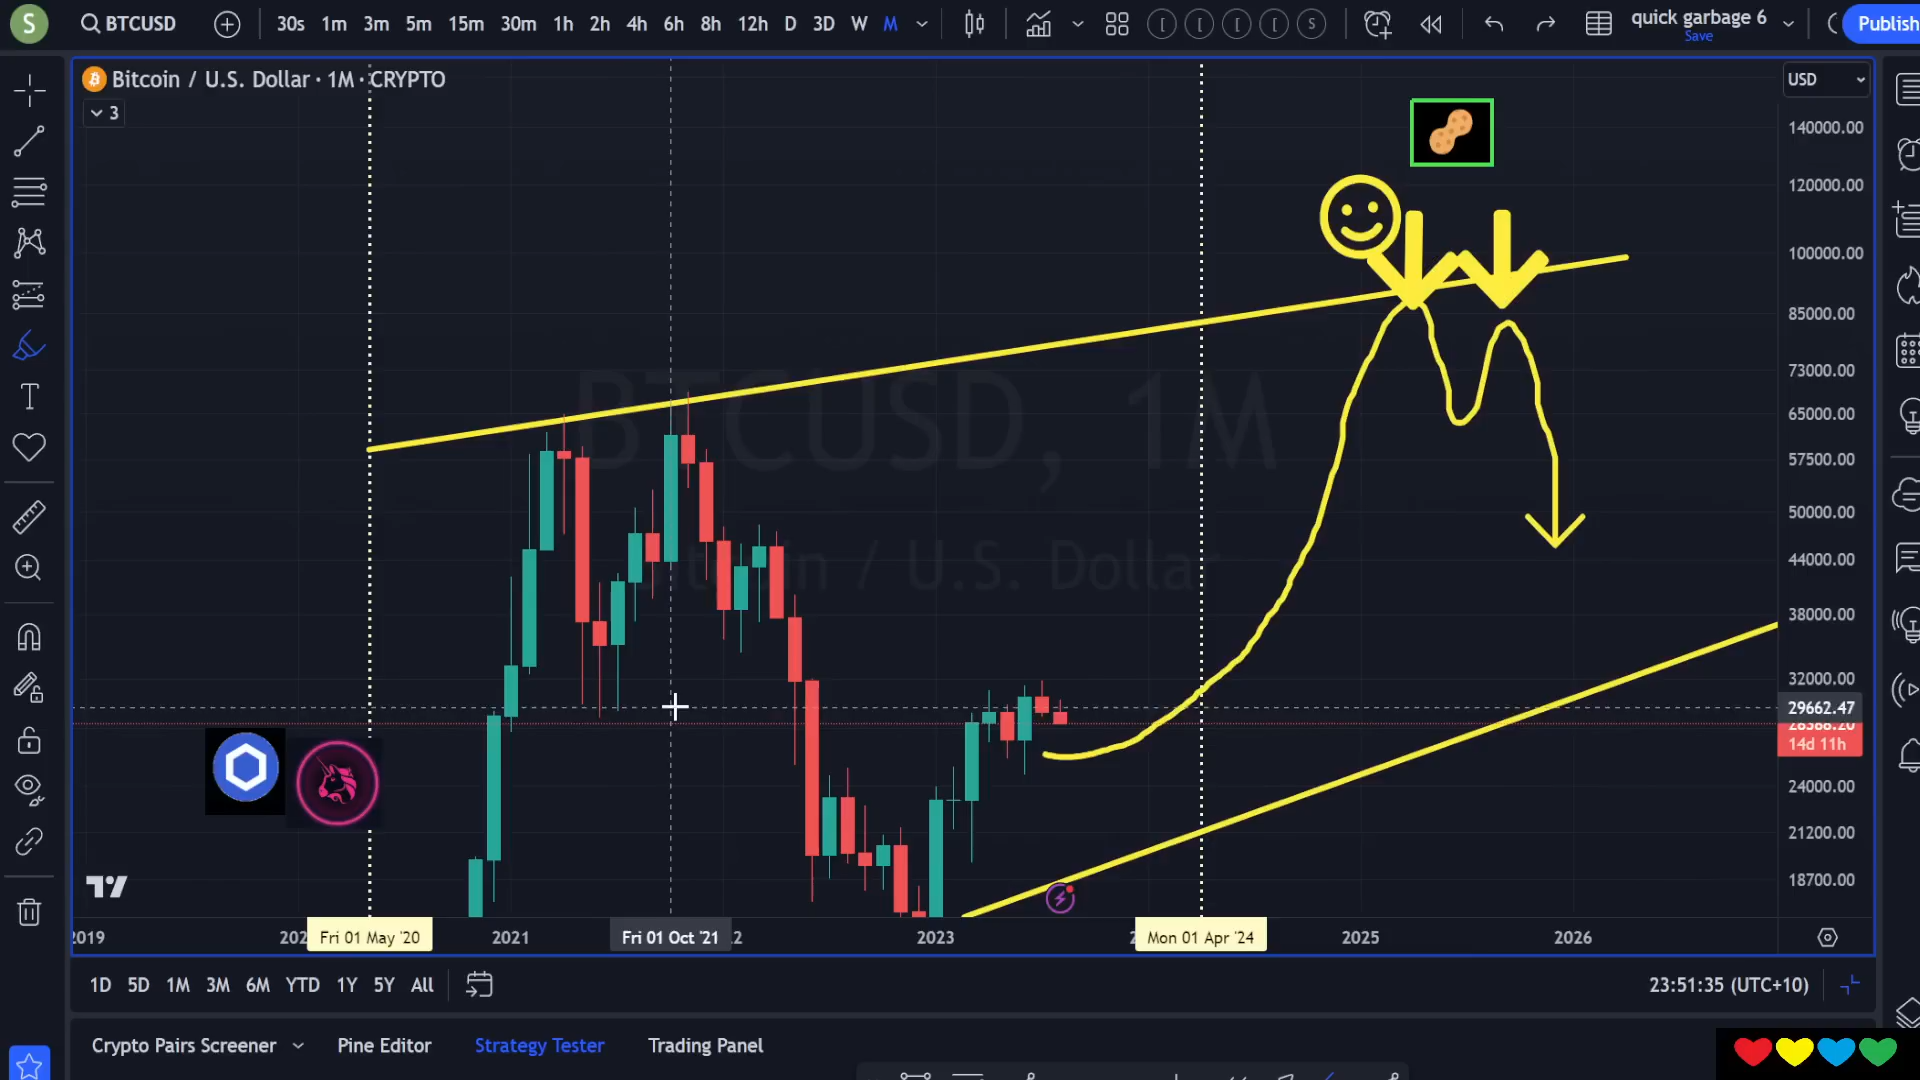 S
BTCUSD
30s 1m 3m 5m 15m 30m 1h 2h 4h 6h 8h 12h D 3D W M
[ [ [ [ S
quick garbage 6
Save
Publish
Bitcoin / U.S. Dollar · 1M · CRYPTO
3
USD
140000.00
120000.00
100000.00
85000.00
73000.00
65000.00
57500.00
50000.00
44000.00
38000.00
32000.00
29662.47
14d 11h
24000.00
21200.00
18700.00
BTCUSD, 1M
Bitcoin / U.S. Dollar
2019
Fri 01 May '20
2021
Fri 01 Oct '21
2023
Mon 01 Apr '24
2025
2026
1D 5D 1M 3M 6M YTD 1Y 5Y All
23:51:35 (UTC+10)
Crypto Pairs Screener
Pine Editor
Strategy Tester
Trading Panel